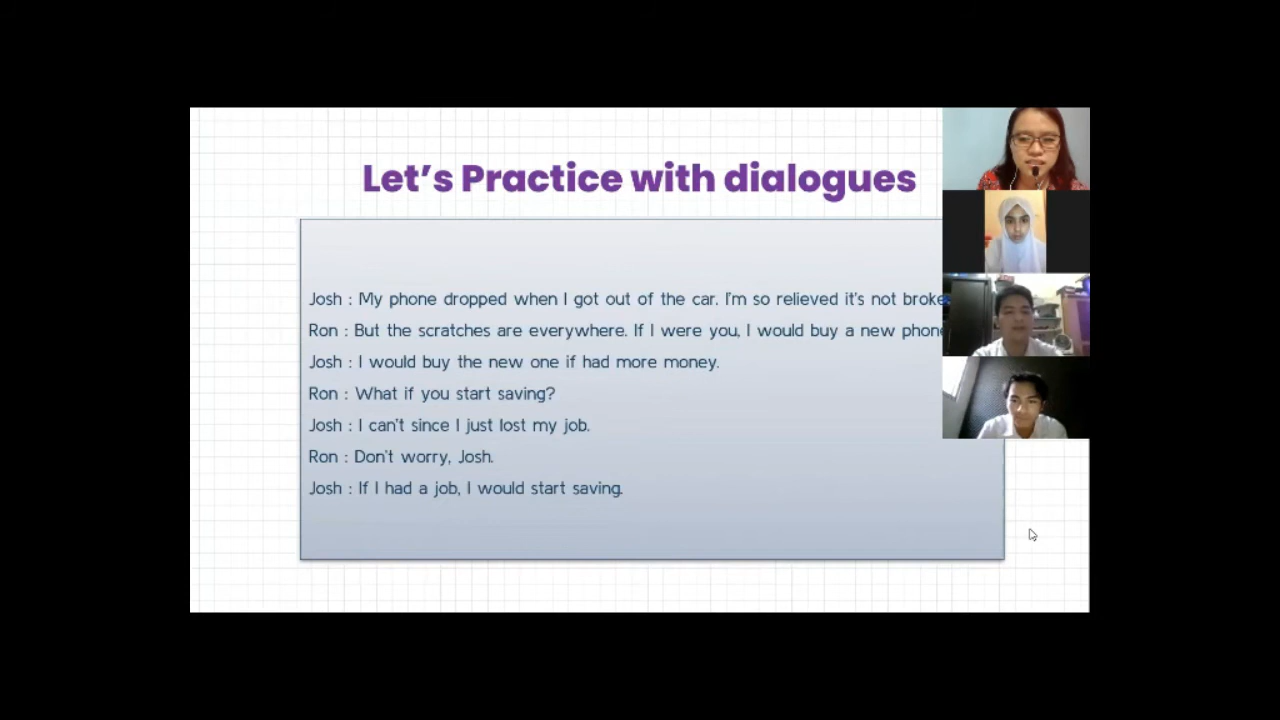 Let's Practice with dialogues
Josh : My phone dropped when I got out of the car. I'm so relieved it's not
Ron : But the scratches are everywhere. If I were you, I would buy a new phone
Josh : I would buy the new one if had more money.
Ron : What if you start saving?
Josh : I can't since I just lost my job.
Ron : Don't worry, Josh.
Josh : If I had a job, I would start saving.